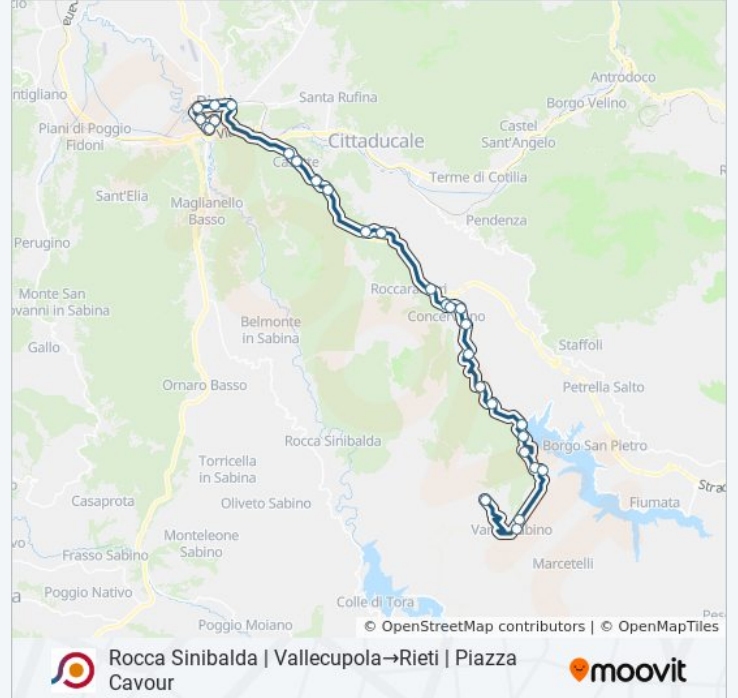 Antrodoco
ntigliano
Santa Rufina
Borgo Velino
Piani di Poggio
Fidoni
Castel
Sant'Angelo
Cittaducale
Terme di Cotilia
Sant'Elia
Maglianello
Basso
Pendenza
Perugino
Monte San
ovanni in Sabina
Belmonte
in Sabina
Staffoli
Gallo
Petrella Salto
Ornaro Basso
Rocca Sinibalda
Borgo San Pietro
Torricella
in Sabina
Casaprota
Oliveto Sabino
Fiumata
Monteleone
Sabino
Frasso Sabino
Marcetelli
Poggio Nativo
Colle di Tora
Poggio Moiano
© OpenStreetMap contributors | © OpenMapTiles
Rocca Sinibalda | Vallecupola→Rieti | Piazza
Cavour
moovit